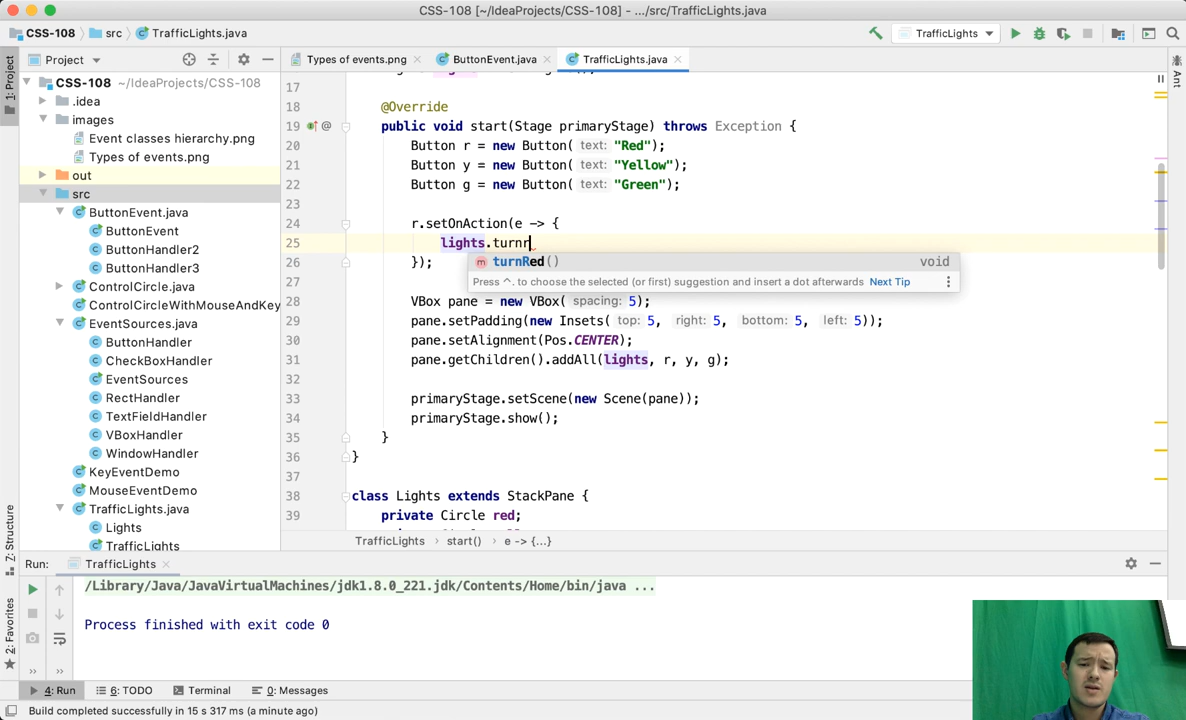 CSS-108 [~/IdeaProjects/CSS-108] - .../src/TrafficLights.java
CSS-108 src TrafficLights.java
TrafficLights
Project
Types of events.png
ButtonEvent.java
TrafficLights.java
1: Project
Ant
CSS-108 ~/IdeaProjects/CSS-108
.idea
images
Event classes hierarchy.png
Types of events.png
out
src
ButtonEvent.java
ButtonEvent
ButtonHandler2
ButtonHandler3
ControlCircle.java
ControlCircleWithMouseAndKey
EventSources.java
ButtonHandler
CheckBoxHandler
EventSources
RectHandler
TextFieldHandler
VBoxHandler
WindowHandler
KeyEventDemo
MouseEventDemo
TrafficLights.java
Lights
TrafficLights
17
18 @Override
19 @ public void start(Stage primaryStage) throws Exception {
20 Button r = new Button( text: "Red");
21 Button y = new Button( text: "Yellow");
22 Button g = new Button( text: "Green");
23
24 r.setOnAction(e -> {
25 lights.turnr
26 });
turnRed() void
Press ^. to choose the selected (or first) suggestion and insert a dot afterwards Next Tip
27
28 VBox pane = new VBox( spacing: 5);
29 pane.setPadding(new Insets( top: 5, right: 5, bottom: 5, left: 5));
30 pane.setAlignment(Pos.CENTER);
31 pane.getChildren().addAll(lights, r, y, g);
32
33 primaryStage.setScene(new Scene(pane));
34 primaryStage.show();
35 }
36 }
37
38 class Lights extends StackPane {
39 private Circle red;
TrafficLights start() e -> {...}
7: Structure
2: Favorites
Run: TrafficLights
/Library/Java/JavaVirtualMachines/jdk1.8.0_221.jdk/Contents/Home/bin/java ...
Process finished with exit code 0
4: Run 6: TODO Terminal 0: Messages
Build completed successfully in 15 s 317 ms (a minute ago)